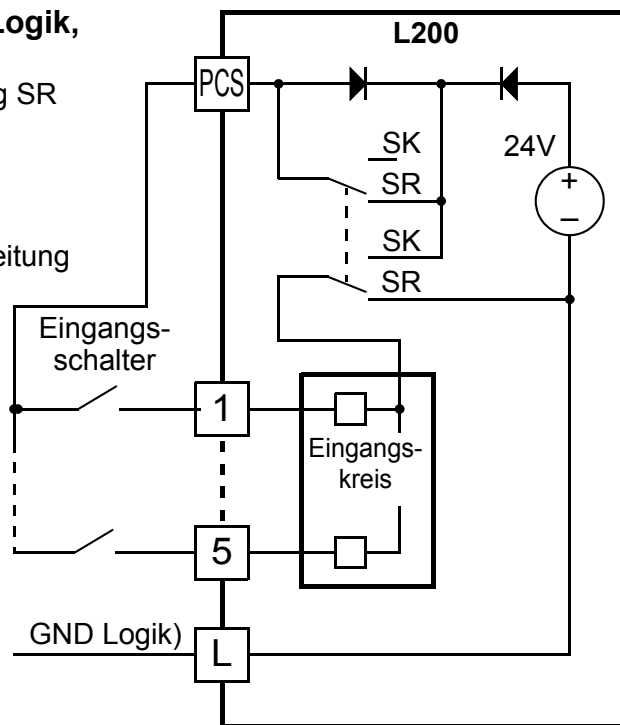 Logik,
g SR
eitung
L200
PCS
SK
SR
24V
+
–
SK
SR
Eingangs-
schalter
1
Eingangs-
kreis
5
GND Logik)
L